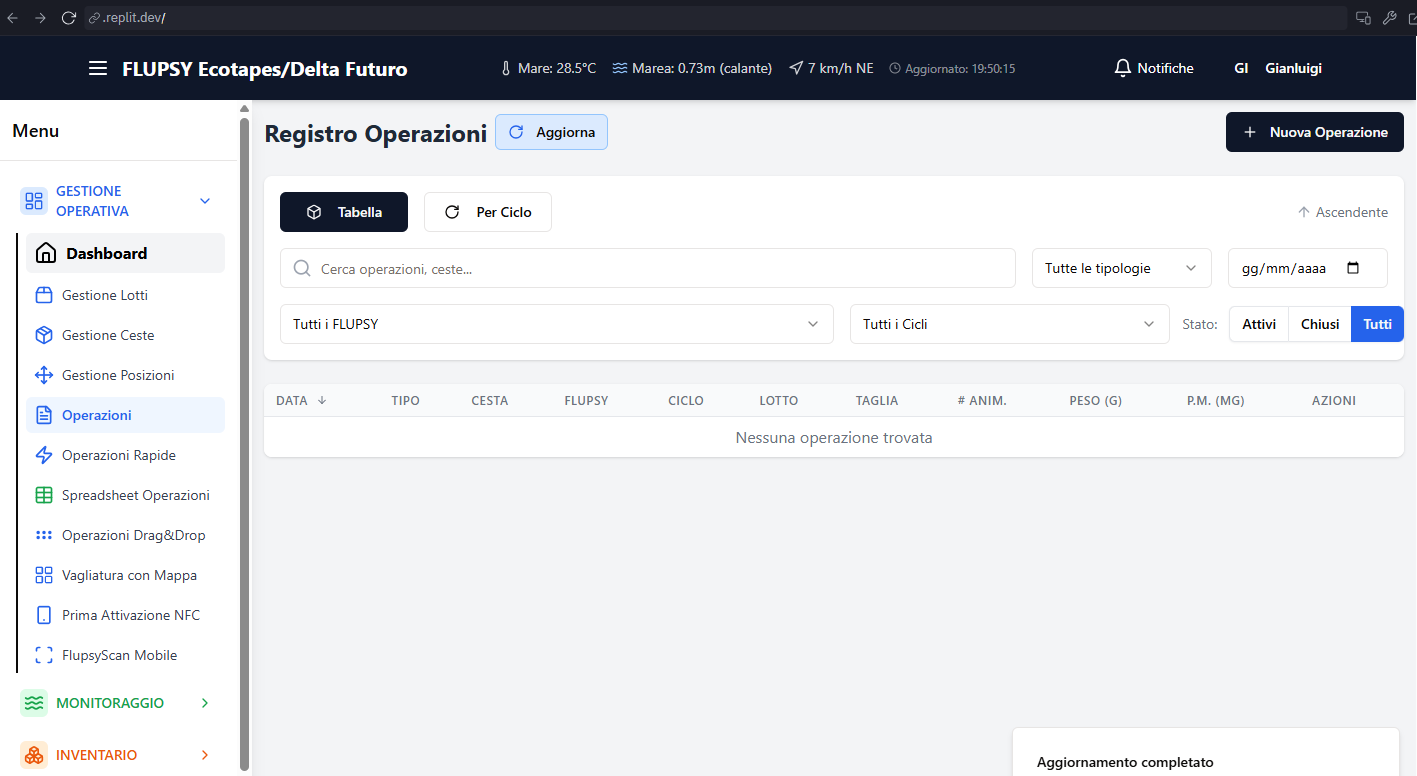 .replit.dev/
FLUPSY Ecotapes/Delta Futuro
Mare: 28.5°C
Marea: 0.73m (calante)
7 km/h NE
Aggiornato: 19:50:15
Notifiche
GI
Gianluigi
Menu
GESTIONE
OPERATIVA
Dashboard
Gestione Lotti
Gestione Ceste
Gestione Posizioni
Operazioni
Operazioni Rapide
Spreadsheet Operazioni
Operazioni Drag&Drop
Vagliatura con Mappa
Prima Attivazione NFC
FlupsyScan Mobile
MONITORAGGIO
INVENTARIO
Registro Operazioni
Aggiorna
Nuova Operazione
Tabella
Per Ciclo
Ascendente
Cerca operazioni, ceste...
Tutte le tipologie
gg/mm/aaaa
Tutti i FLUPSY
Tutti i Cicli
Stato:
Attivi
Chiusi
Tutti
DATA
TIPO
CESTA
FLUPSY
CICLO
LOTTO
TAGLIA
# ANIM.
PESO (G)
P.M. (MG)
AZIONI
Nessuna operazione trovata
Aggiornamento completato